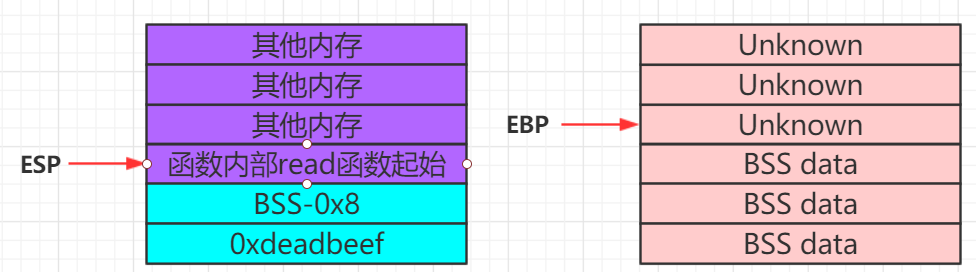 其他内存
其他内存
其他内存
ESP
函数内部read函数起始
BSS-0x8
0xdeadbeef
Unknown
Unknown
EBP
Unknown
BSS data
BSS data
BSS data